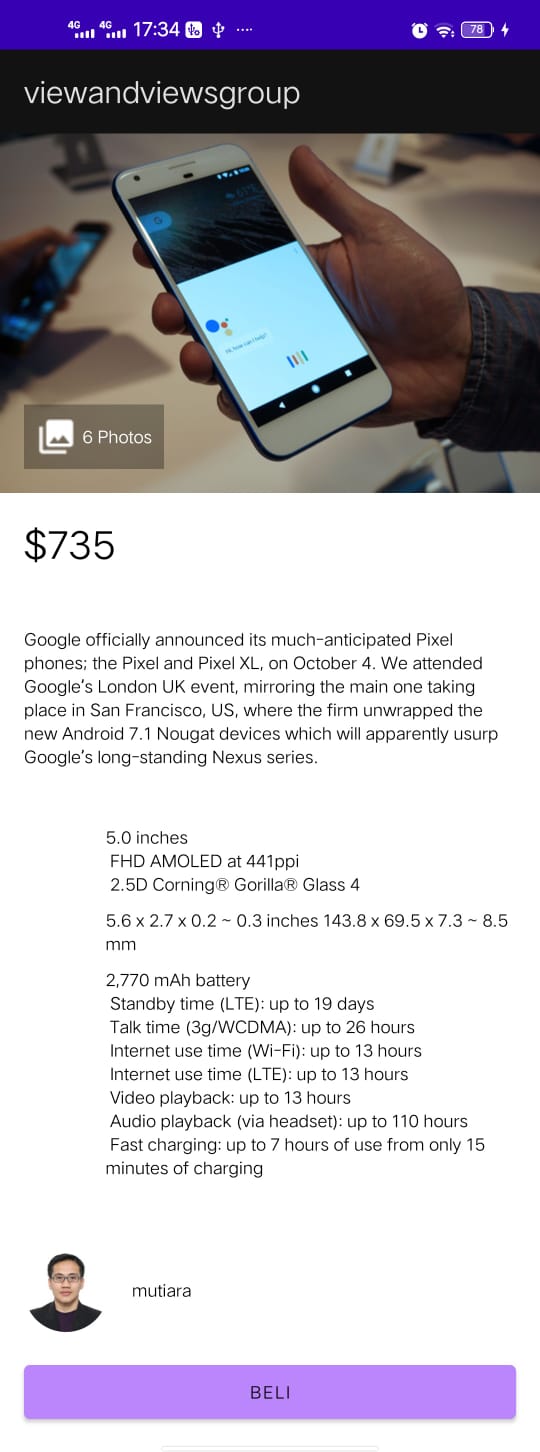 4G 4G 17:34 78
viewandviewsgroup
Hi, how can I help?
6 Photos
$735
Google officially announced its much-anticipated Pixel
phones; the Pixel and Pixel XL, on October 4. We attended
Google's London UK event, mirroring the main one taking
place in San Francisco, US, where the firm unwrapped the
new Android 7.1 Nougat devices which will apparently usurp
Google's long-standing Nexus series.
5.0 inches
FHD AMOLED at 441ppi
2.5D Corning® Gorilla® Glass 4
5.6 x 2.7 x 0.2 ~ 0.3 inches 143.8 x 69.5 x 7.3 ~ 8.5
mm
2,770 mAh battery
Standby time (LTE): up to 19 days
Talk time (3g/WCDMA): up to 26 hours
Internet use time (Wi-Fi): up to 13 hours
Internet use time (LTE): up to 13 hours
Video playback: up to 13 hours
Audio playback (via headset): up to 110 hours
Fast charging: up to 7 hours of use from only 15
minutes of charging
mutiara
BELI